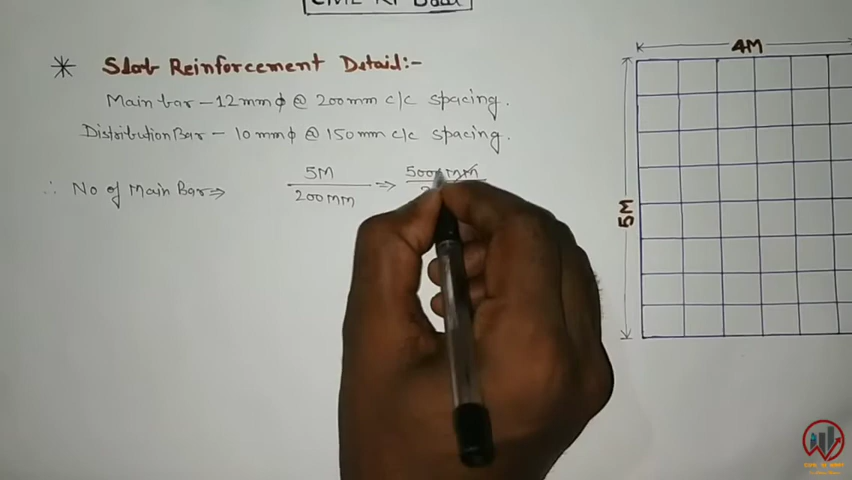 * Slab Reinforcement Detail:-
Main bar - 12mmϕ @ 200mm c/c spacing.
Distribution Bar - 10mmϕ @ 150mm c/c spacing.
∴ No of Main Bar ⇒ 5M / 200mm ⇒
4M
5M